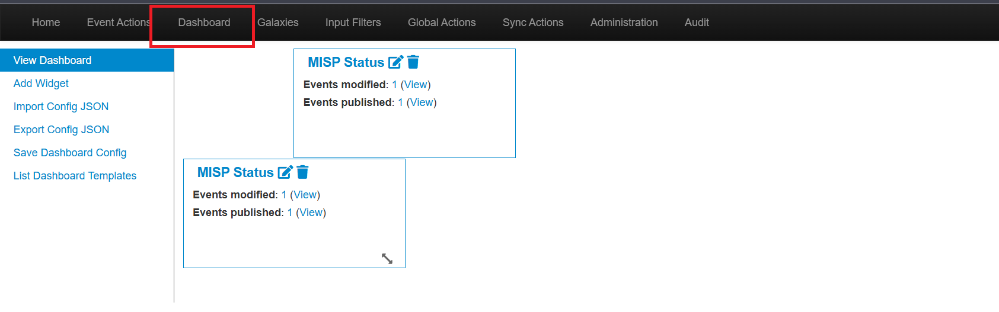 Home Event Actions Dashboard Galaxies Input Filters Global Actions Sync Actions Administration Audit
View Dashboard
Add Widget
Import Config JSON
Export Config JSON
Save Dashboard Config
List Dashboard Templates
MISP Status
Events modified: 1 (View)
Events published: 1 (View)
MISP Status
Events modified: 1 (View)
Events published: 1 (View)